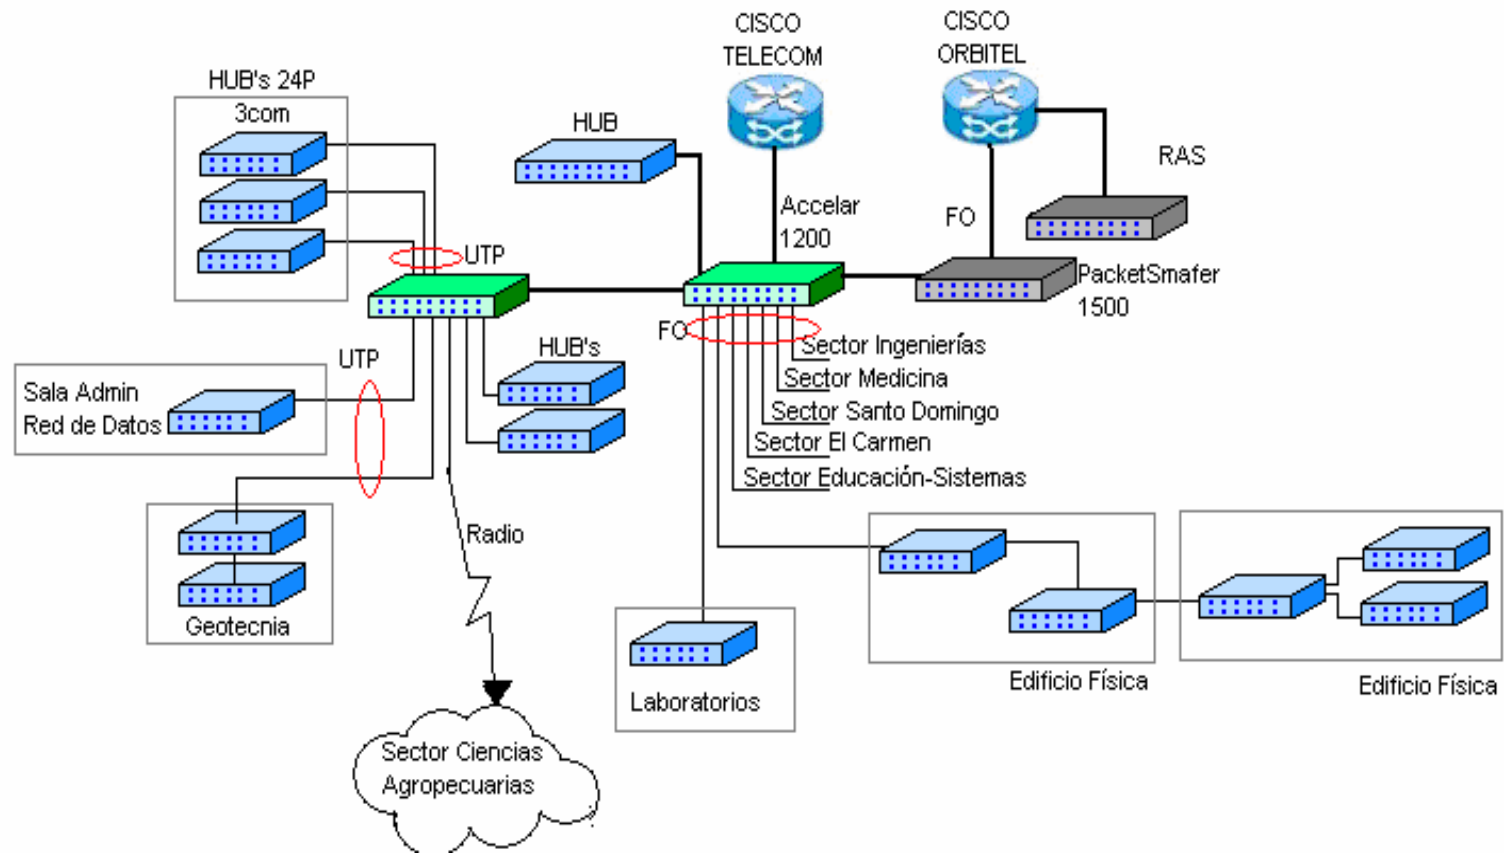 CISCO
TELECOM
CISCO
ORBITEL
HUB's 24P
3com
HUB
RAS
Accelar
1200
FO
UTP
PacketSmafer
1500
FO
UTP
HUB's
Sector Ingenierías
Sector Medicina
Sector Santo Domingo
Sector El Carmen
Sector Educación-Sistemas
Sala Admin
Red de Datos
Radio
Geotecnia
Laboratorios
Edificio Física
Edificio Física
Sector Ciencias
Agropecuarias